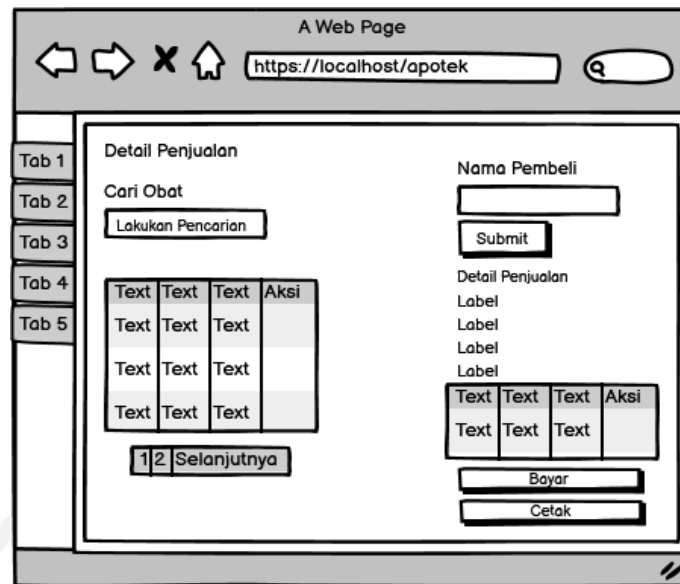 A Web Page
https://localhost/apotek
Tab 1
Tab 2
Tab 3
Tab 4
Tab 5
Detail Penjualan
Cari Obat
Lakukan Pencarian
Text Text Text Aksi
Text Text Text
Text Text Text
Text Text Text
1 2 Selanjutnya
Nama Pembeli
Submit
Detail Penjualan
Label
Label
Label
Label
Text Text Text Aksi
Text Text Text
Bayar
Cetak